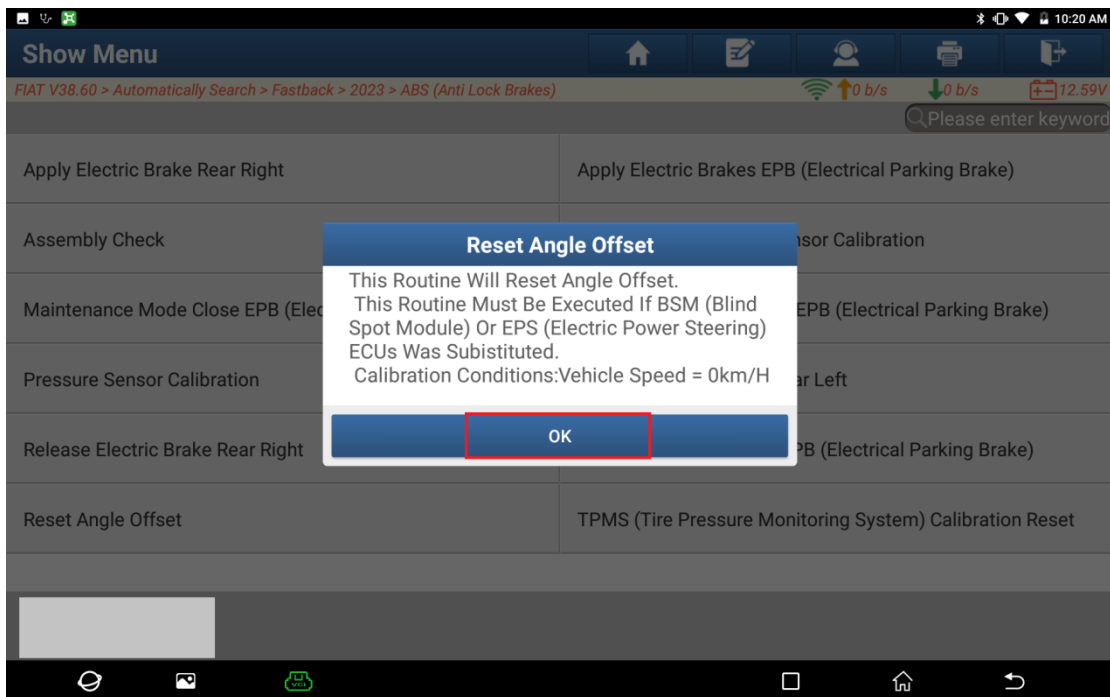 10:20 AM
Show Menu
FIAT V38.60 > Automatically Search > Fastback > 2023 > ABS (Anti Lock Brakes)
0 b/s
0 b/s
12.59V
Please enter keyword
Apply Electric Brake Rear Right
Apply Electric Brakes EPB (Electrical Parking Brake)
Assembly Check
sor Calibration
Maintenance Mode Close EPB (Elec
EPB (Electrical Parking Brake)
Pressure Sensor Calibration
ar Left
Release Electric Brake Rear Right
PB (Electrical Parking Brake)
Reset Angle Offset
TPMS (Tire Pressure Monitoring System) Calibration Reset
Reset Angle Offset
This Routine Will Reset Angle Offset.
This Routine Must Be Executed If BSM (Blind
Spot Module) Or EPS (Electric Power Steering)
ECUs Was Subistituted.
Calibration Conditions:Vehicle Speed = 0km/H
OK
VCI